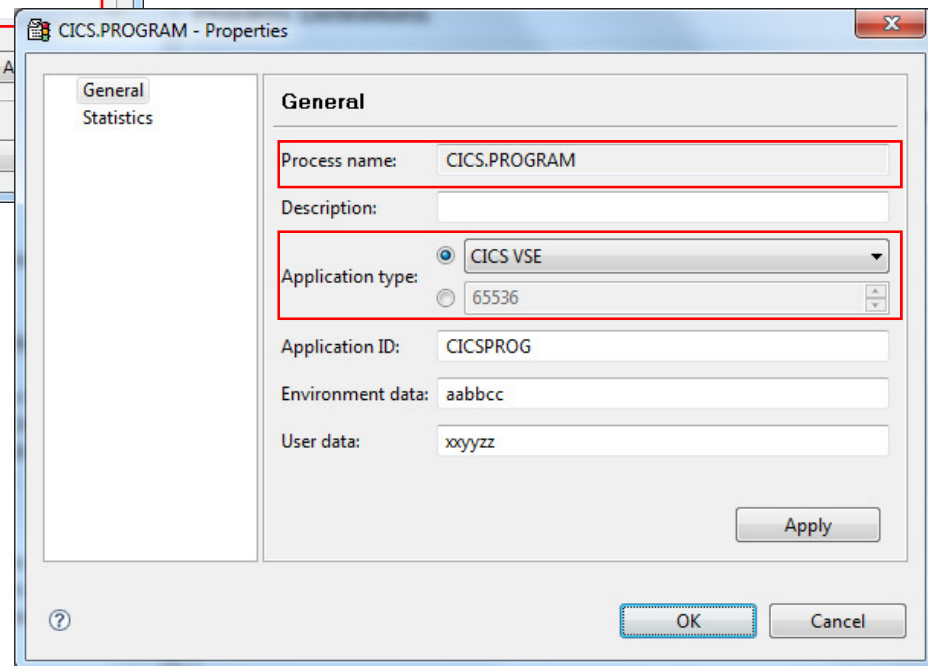 CICS.PROGRAM - Properties
A
General
Statistics
General
Process name: CICS.PROGRAM
Description:
Application type: CICS VSE
65536
Application ID: CICSPROG
Environment data: aabbcc
User data: xxyyzz
Apply
OK Cancel